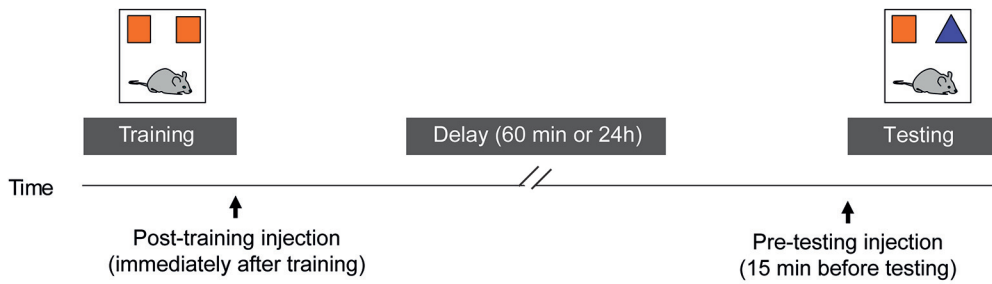 Training
Delay (60 min or 24h)
Testing
Time
Post-training injection
(immediately after training)
Pre-testing injection
(15 min before testing)